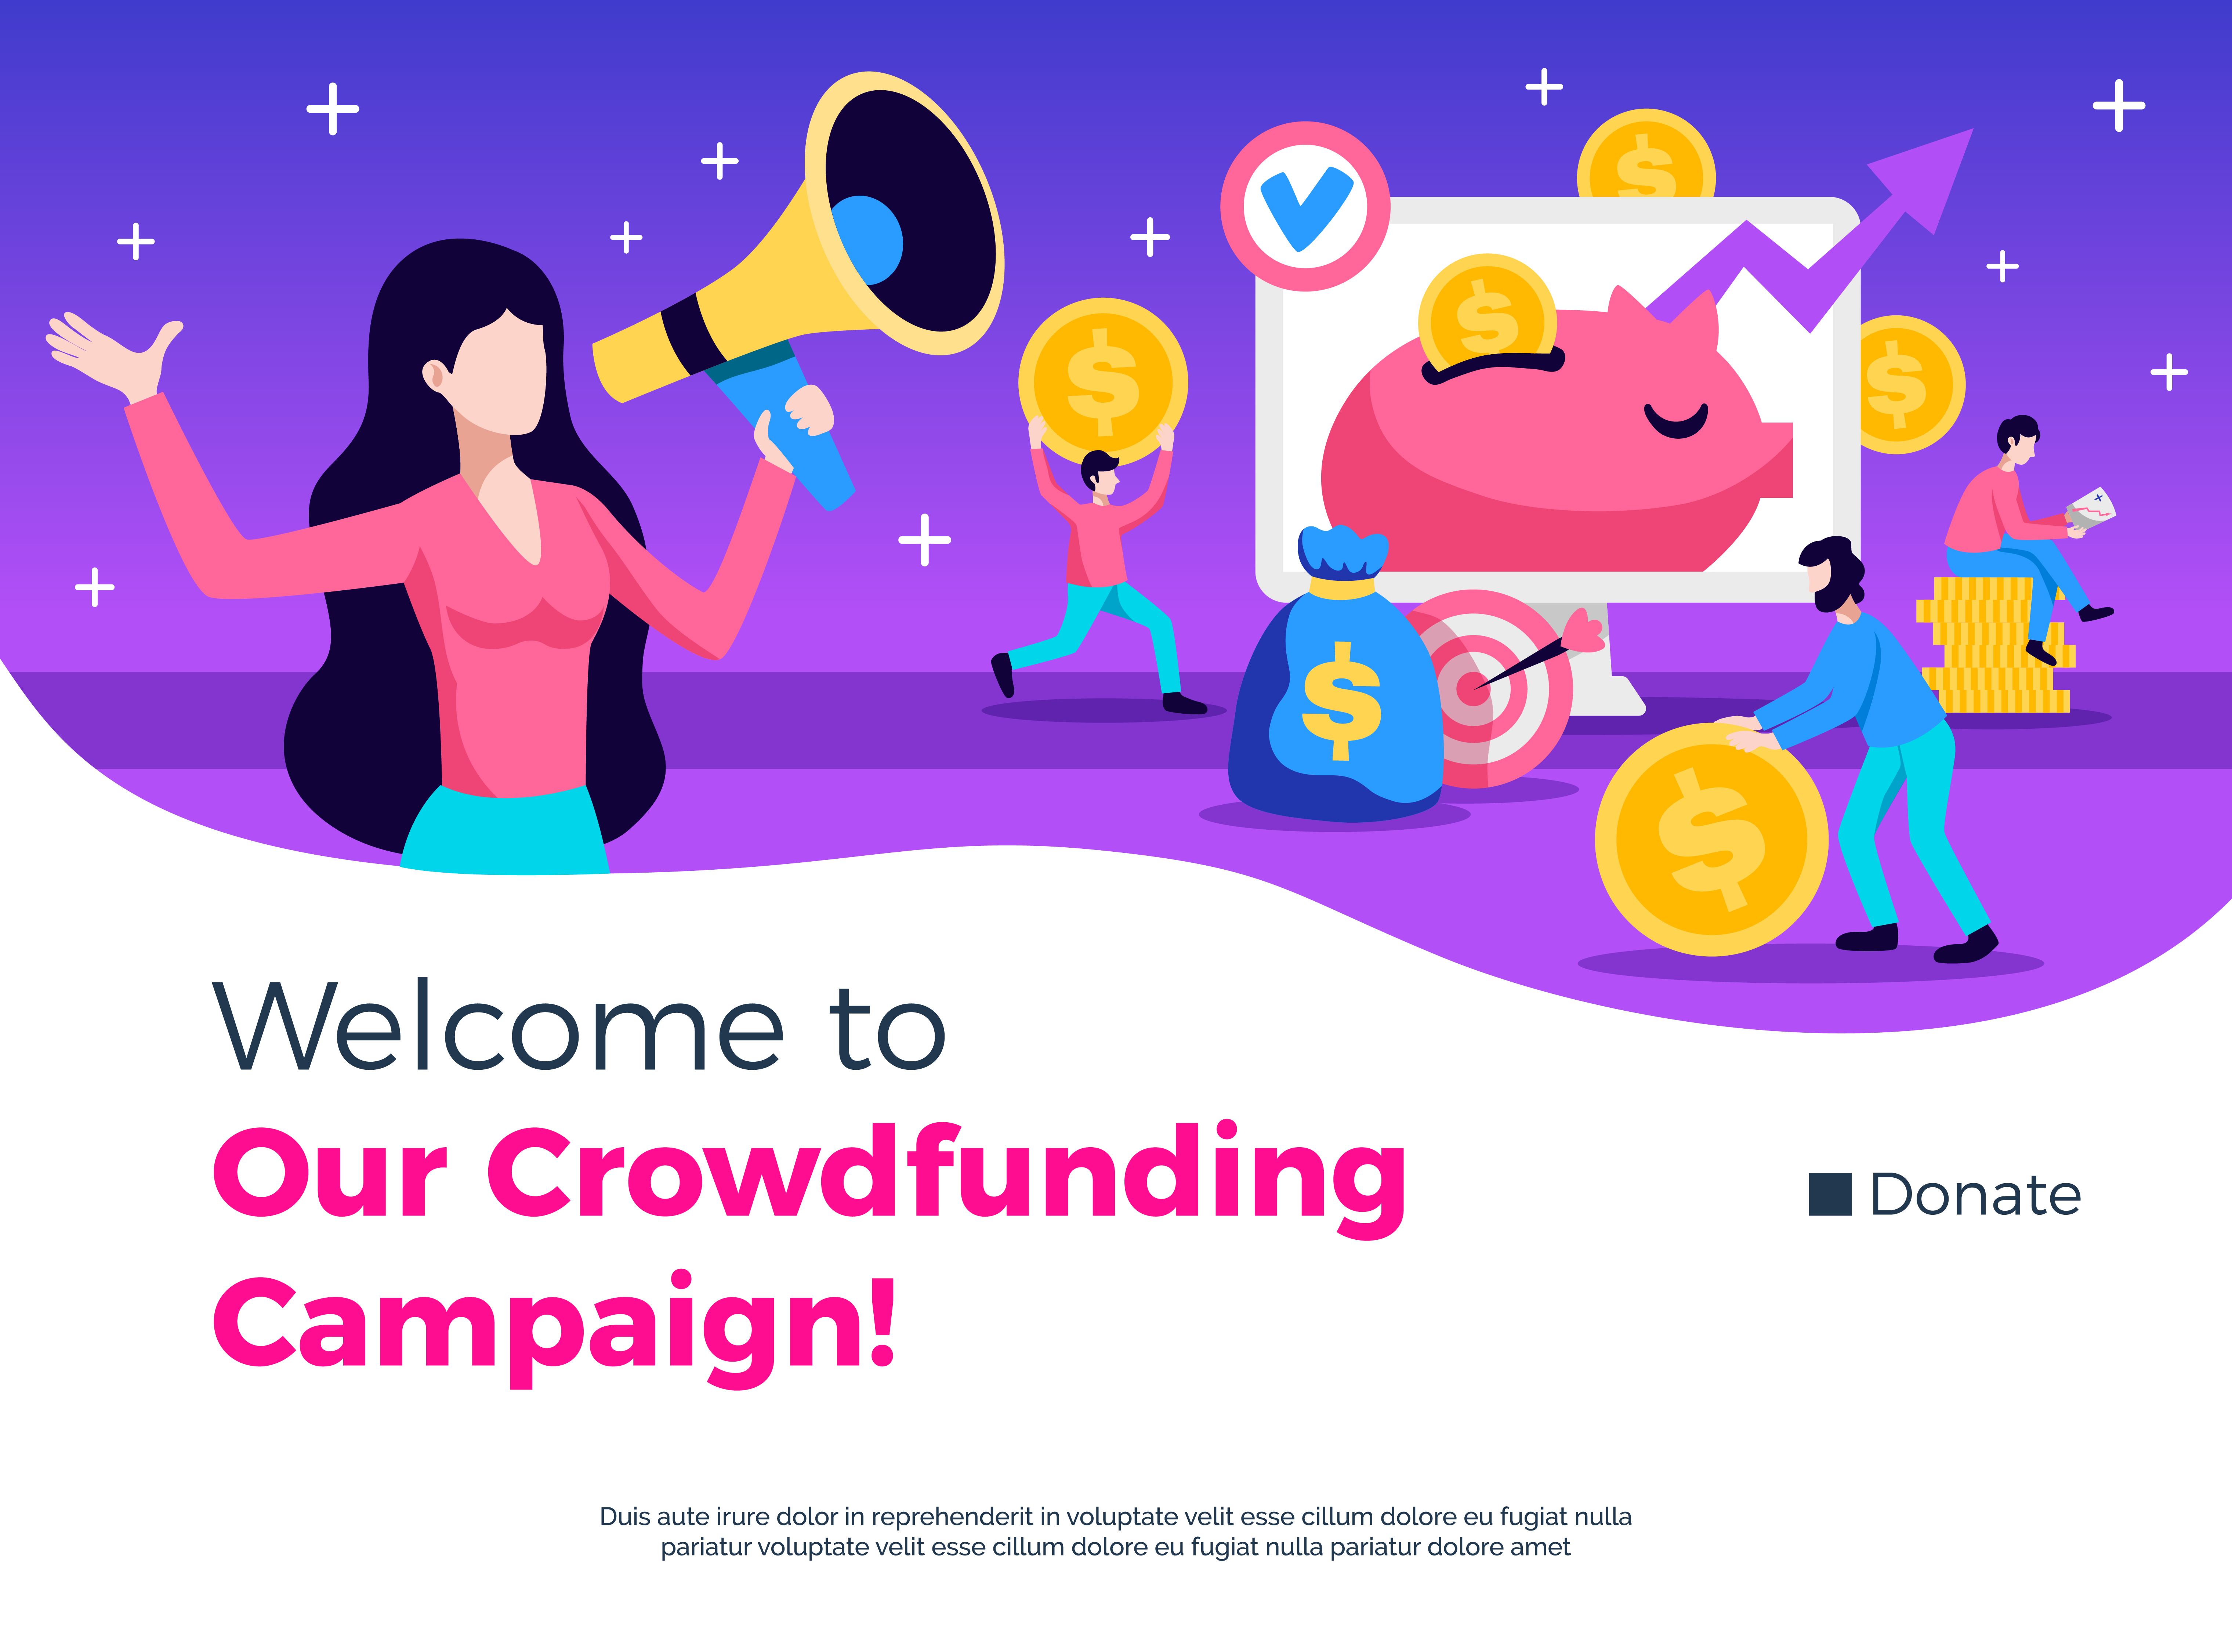 Welcome to
Our Crowdfunding
Campaign!
Donate
Duis aute irure dolor in reprehenderit in voluptate velit esse cillum dolore eu fugiat nulla
pariatur voluptate velit esse cillum dolore eu fugiat nulla pariatur dolore amet